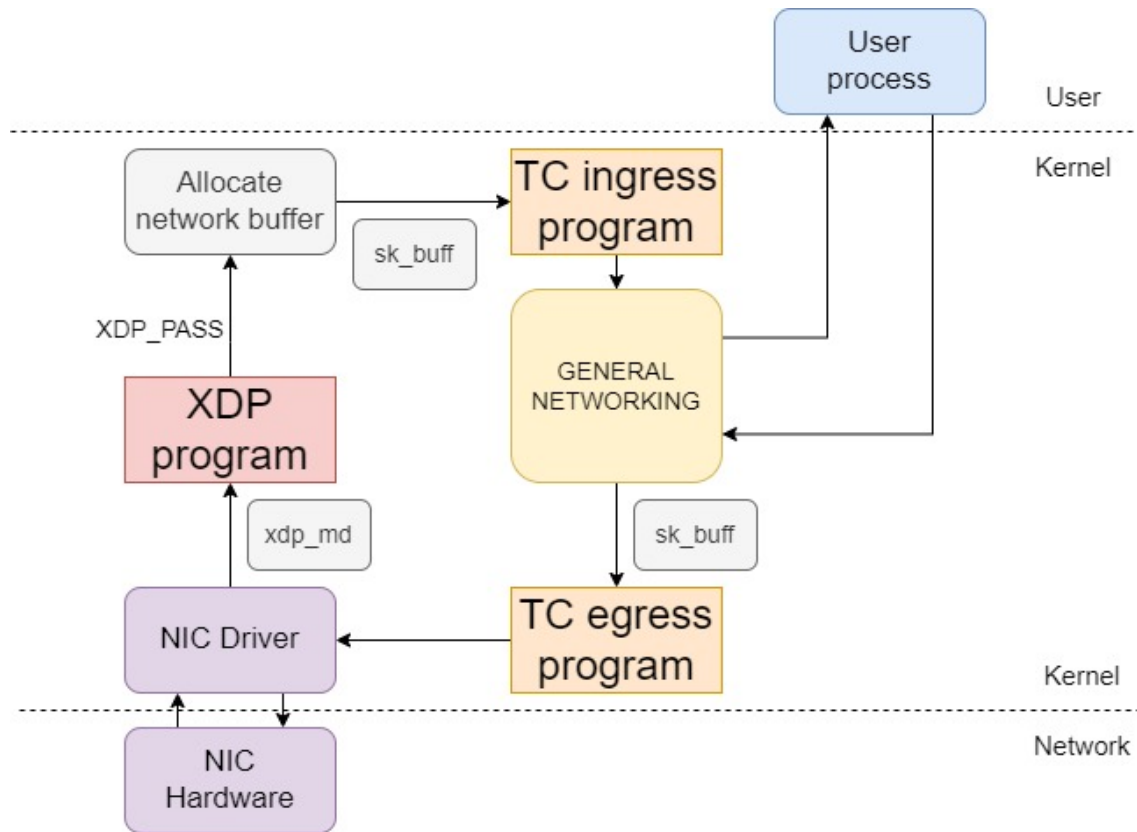 User
process
User
Kernel
Allocate
network buffer
TC ingress
program
sk_buff
XDP_PASS
GENERAL
NETWORKING
XDP
program
xdp_md
sk_buff
NIC Driver
TC egress
program
Kernel
Network
NIC
Hardware